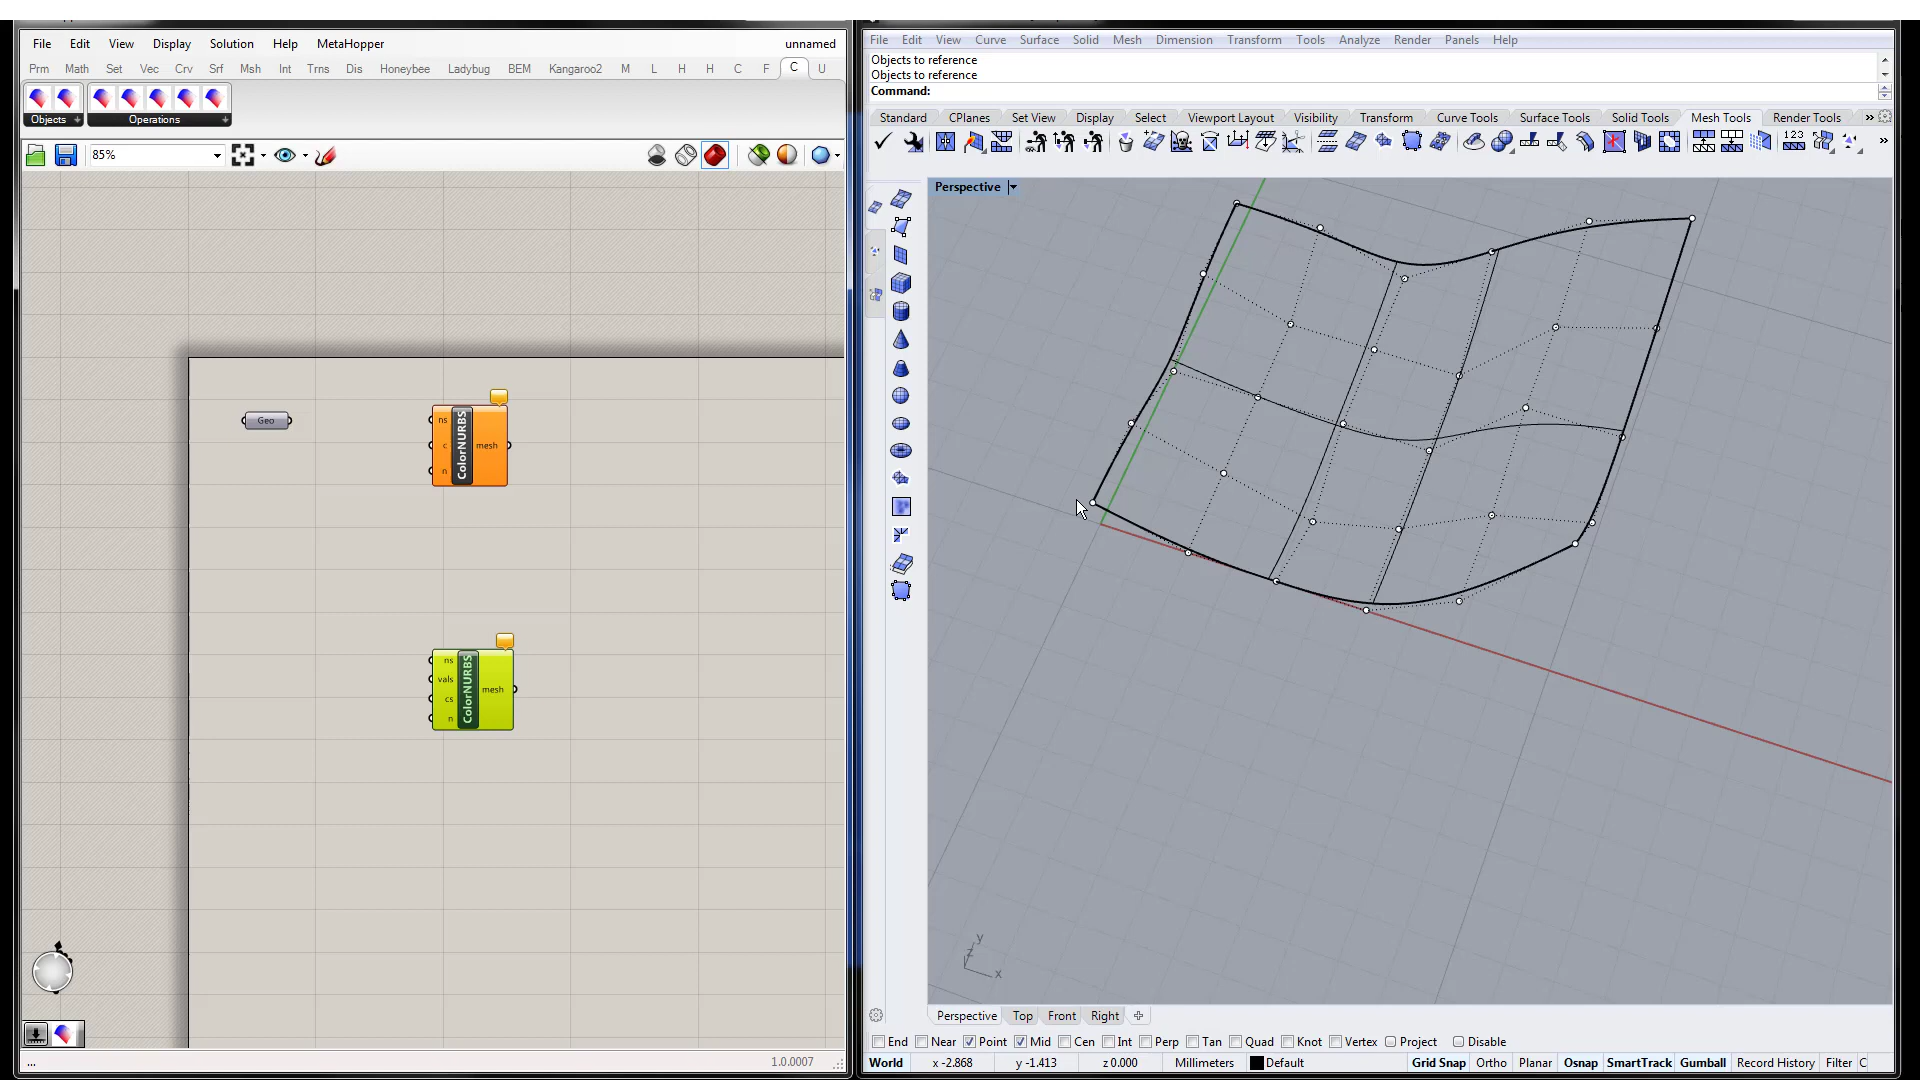 File Edit View Display Solution Help MetaHopper unnamed
Prm Math Set Vec Crv Srf Msh Int Trns Dis Honeybee Ladybug BEM Kangaroo2 M L H H C F C U
Objects Operations
85%
Geo
ns c n ColorNURBS mesh
ns vals cs n ColorNURBS mesh
... 1.0.0007
File Edit View Curve Surface Solid Mesh Dimension Transform Tools Analyze Render Panels Help
Objects to reference
Objects to reference
Command:
Standard CPlanes Set View Display Select Viewport Layout Visibility Transform Curve Tools Surface Tools Solid Tools Mesh Tools Render Tools
123
Perspective
y
z
x
Perspective Top Front Right
End Near Point Mid Cen Int Perp Tan Quad Knot Vertex Project Disable
World x -2.868 y -1.413 z 0.000 Millimeters Default Grid Snap Ortho Planar Osnap SmartTrack Gumball Record History Filter C